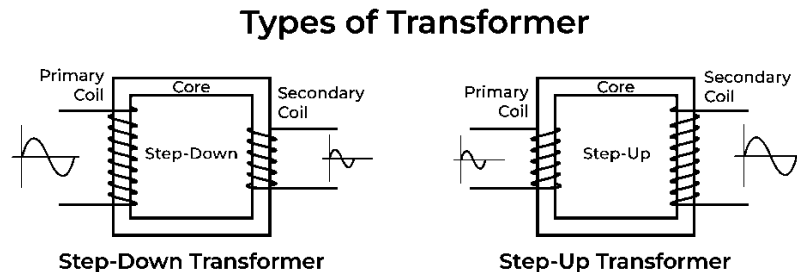 Types of Transformer
Primary
Coil
Core
Secondary
Coil
Step-Down
Step-Down Transformer
Primary
Coil
Core
Secondary
Coil
Step-Up
Step-Up Transformer